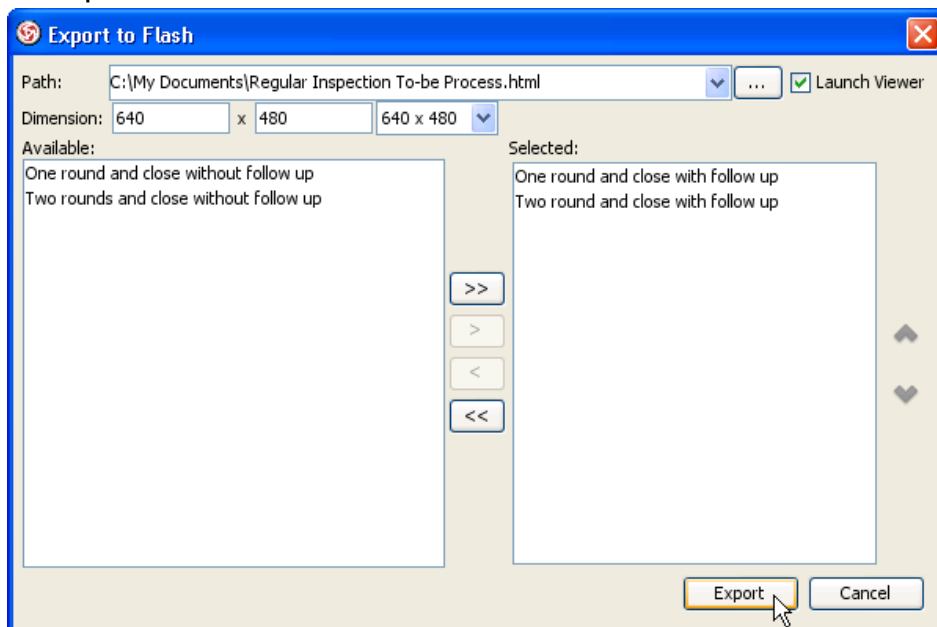 Export to Flash
Path: C:\My Documents\Regular Inspection To-be Process.html ... Launch Viewer
Dimension: 640 x 480 640 x 480
Available: Selected:
One round and close without follow up One round and close with follow up
Two rounds and close without follow up Two round and close with follow up
>>
>
<
<<
Export Cancel